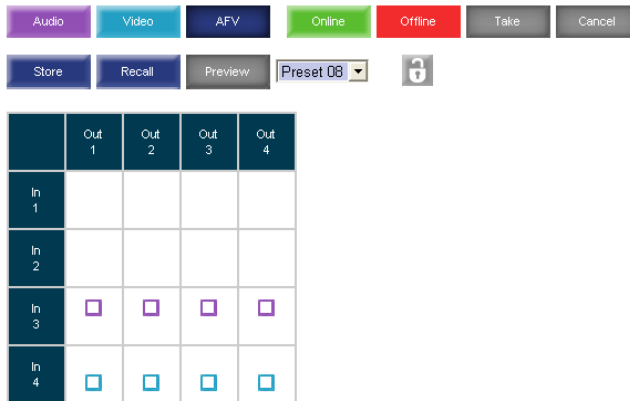 Audio Video AFV Online Offline Take Cancel
Store Recall Preview Preset 08
Out Out Out Out
1 2 3 4
In
1
In
2
In
3
In
4